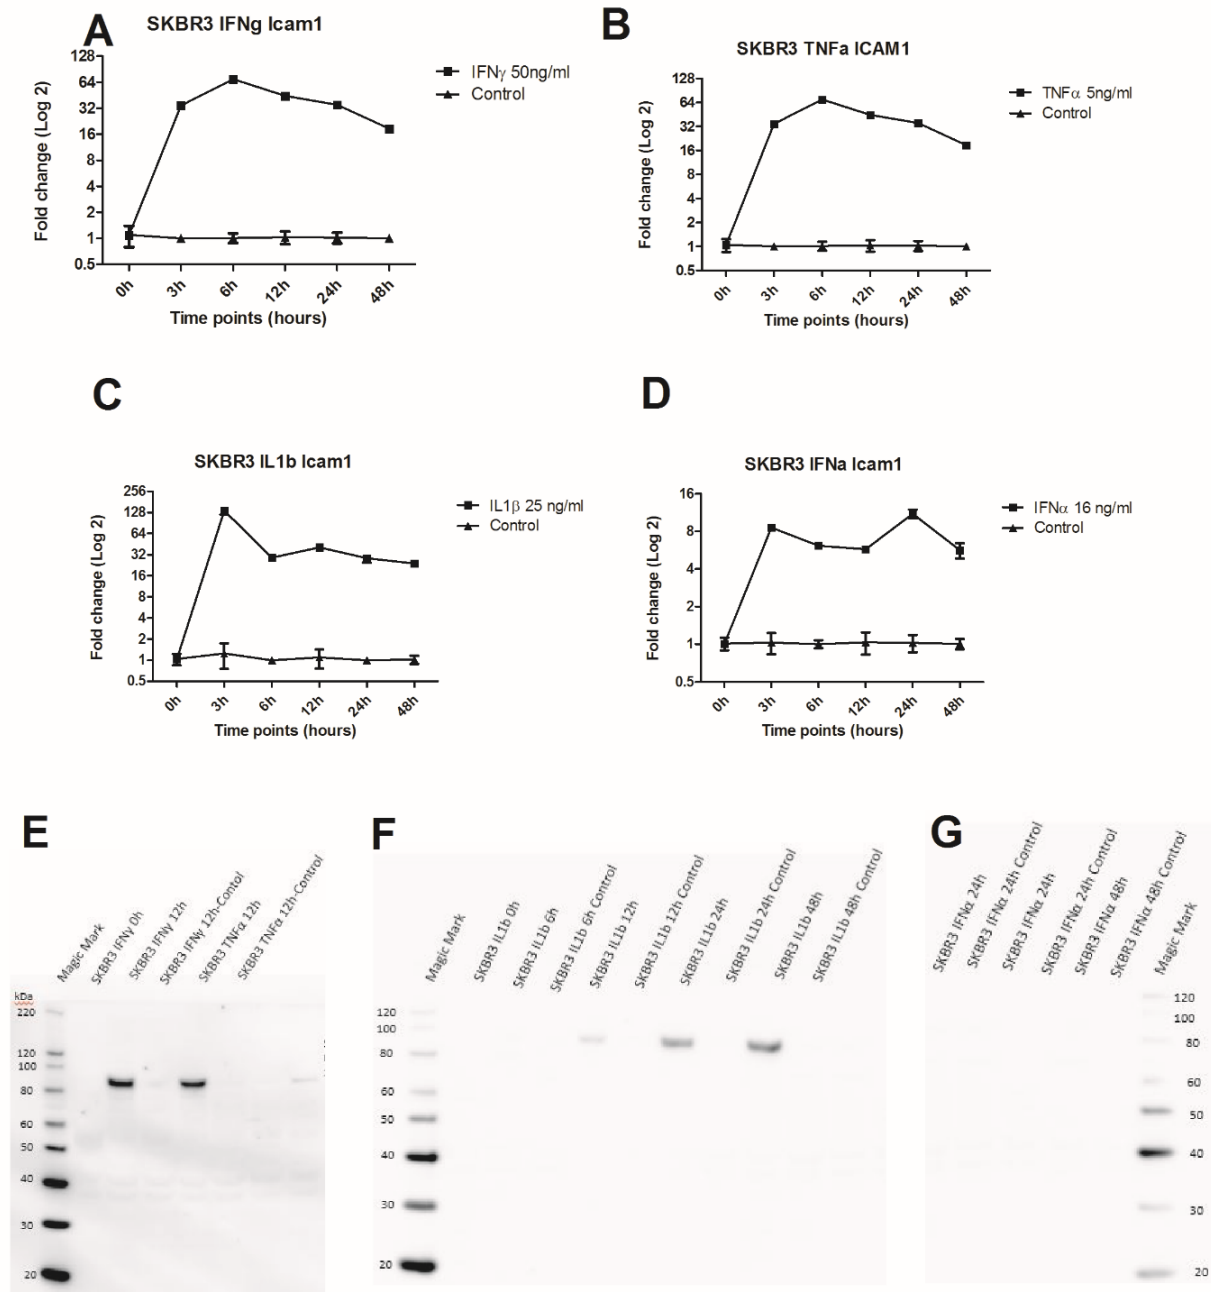 A
SKBR3 IFNg Icam1
128
64
32
16
8
4
2
1
0.5
Fold change (Log 2)
0h
3h
6h
12h
24h
48h
Time points (hours)
IFNγ 50ng/ml
Control
B
SKBR3 TNFa ICAM1
128
64
32
16
8
4
2
1
0.5
Fold change (Log 2)
0h
3h
6h
12h
24h
48h
Time points (hours)
TNFα 5ng/ml
Control
C
SKBR3 IL1b Icam1
256
128
64
32
16
8
4
2
1
0.5
Fold change (Log 2)
0h
3h
6h
12h
24h
48h
Time points (hours)
IL1β 25 ng/ml
Control
D
SKBR3 IFNa Icam1
16
8
4
2
1
0.5
Fold change (Log 2)
0h
3h
6h
12h
24h
48h
Time points (hours)
IFNα 16 ng/ml
Control
E
Magic Mark
SKBR3 IFNγ 0h
SKBR3 IFNγ 12h
SKBR3 IFNγ 12h-Contol
SKBR3 TNFα 12h
SKBR3 TNFα 12h-Control
kDa
220
120
100
80
60
50
40
30
20
F
Magic Mark
SKBR3 IL1b 0h
SKBR3 IL1b 6h
SKBR3 IL1b 6h Control
SKBR3 IL1b 12h
SKBR3 IL1b 12h Control
SKBR3 IL1b 24h
SKBR3 IL1b 24h Control
SKBR3 IL1b 48h
SKBR3 IL1b 48h Control
120
100
80
60
50
40
30
20
G
SKBR3 IFNα 24h
SKBR3 IFNα 24h Control
SKBR3 IFNα 24h
SKBR3 IFNα 24h Control
SKBR3 IFNα 48h
SKBR3 IFNα 48h Control
Magic Mark
120
100
80
60
50
40
30
20